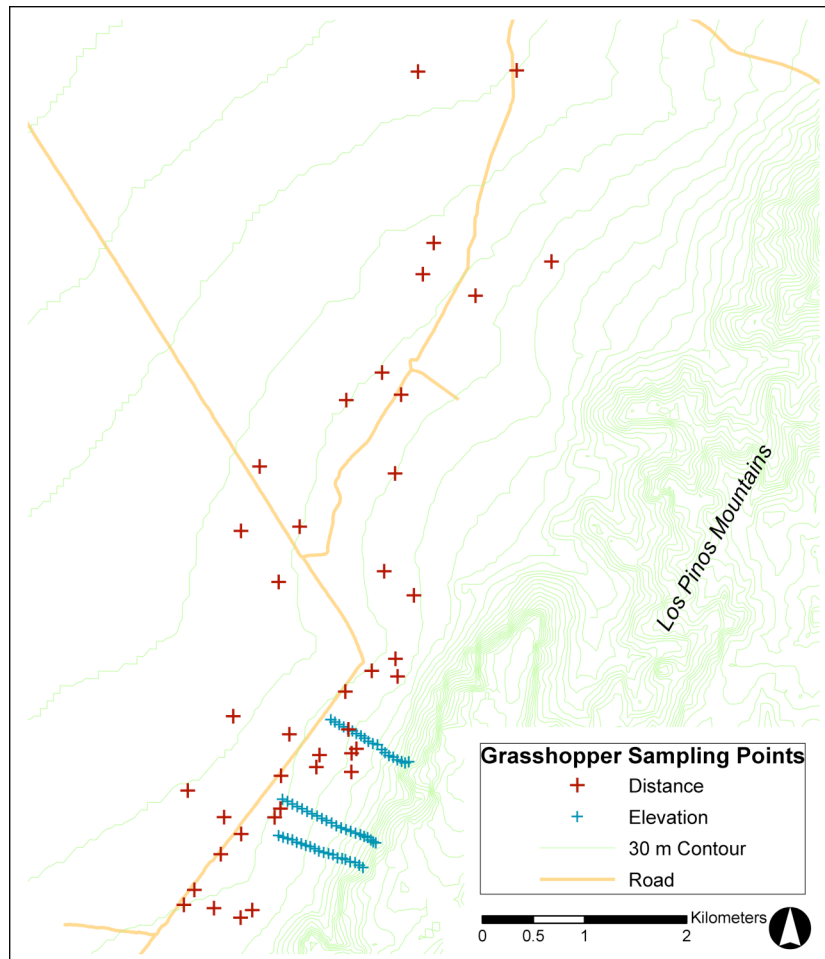 Los Pinos Mountains
Grasshopper Sampling Points
Distance
Elevation
30 m Contour
Road
Kilometers
0 0.5 1 2